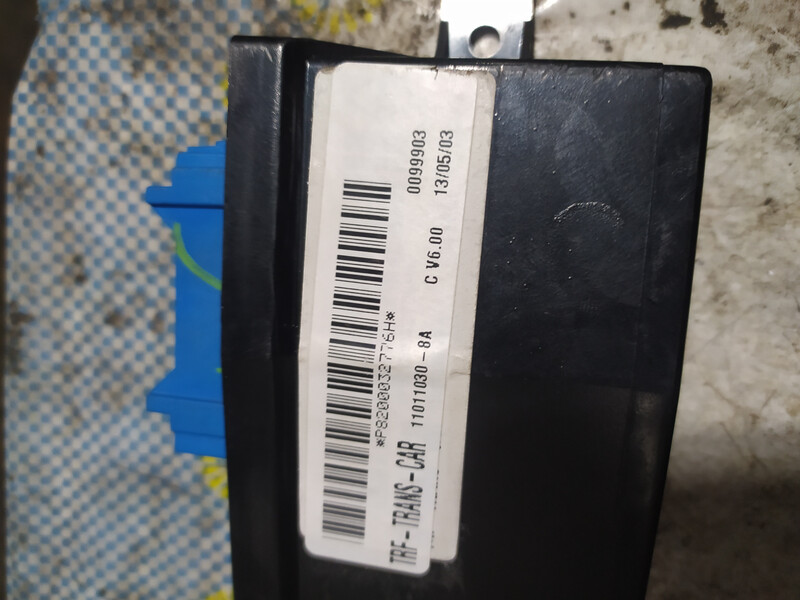 *P8200032776H*
TRF-TRANS-CAR 11011030-8A C V6.00 0099903
13/05/03